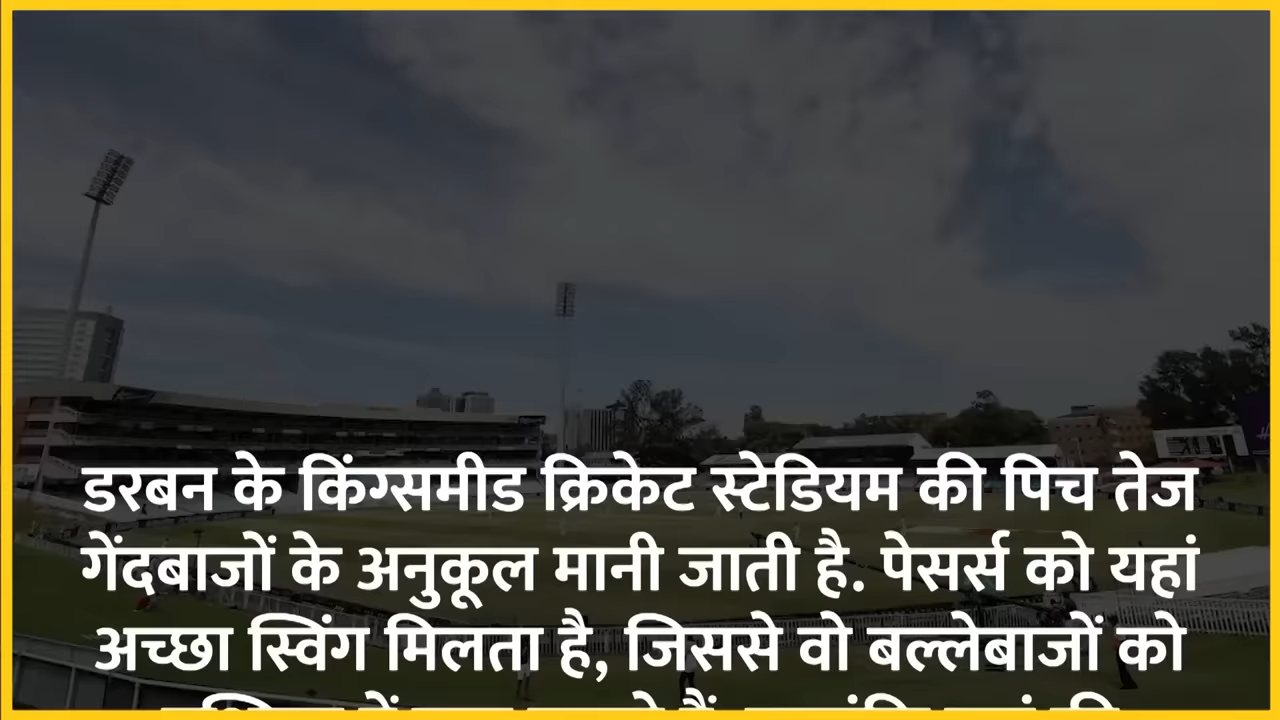 डरबन के किंग्समीड क्रिकेट स्टेडियम की पिच तेज
गेंदबाजों के अनुकूल मानी जाती है. पेसर्स को यहां
अच्छा स्विंग मिलता है, जिससे वो बल्लेबाजों को